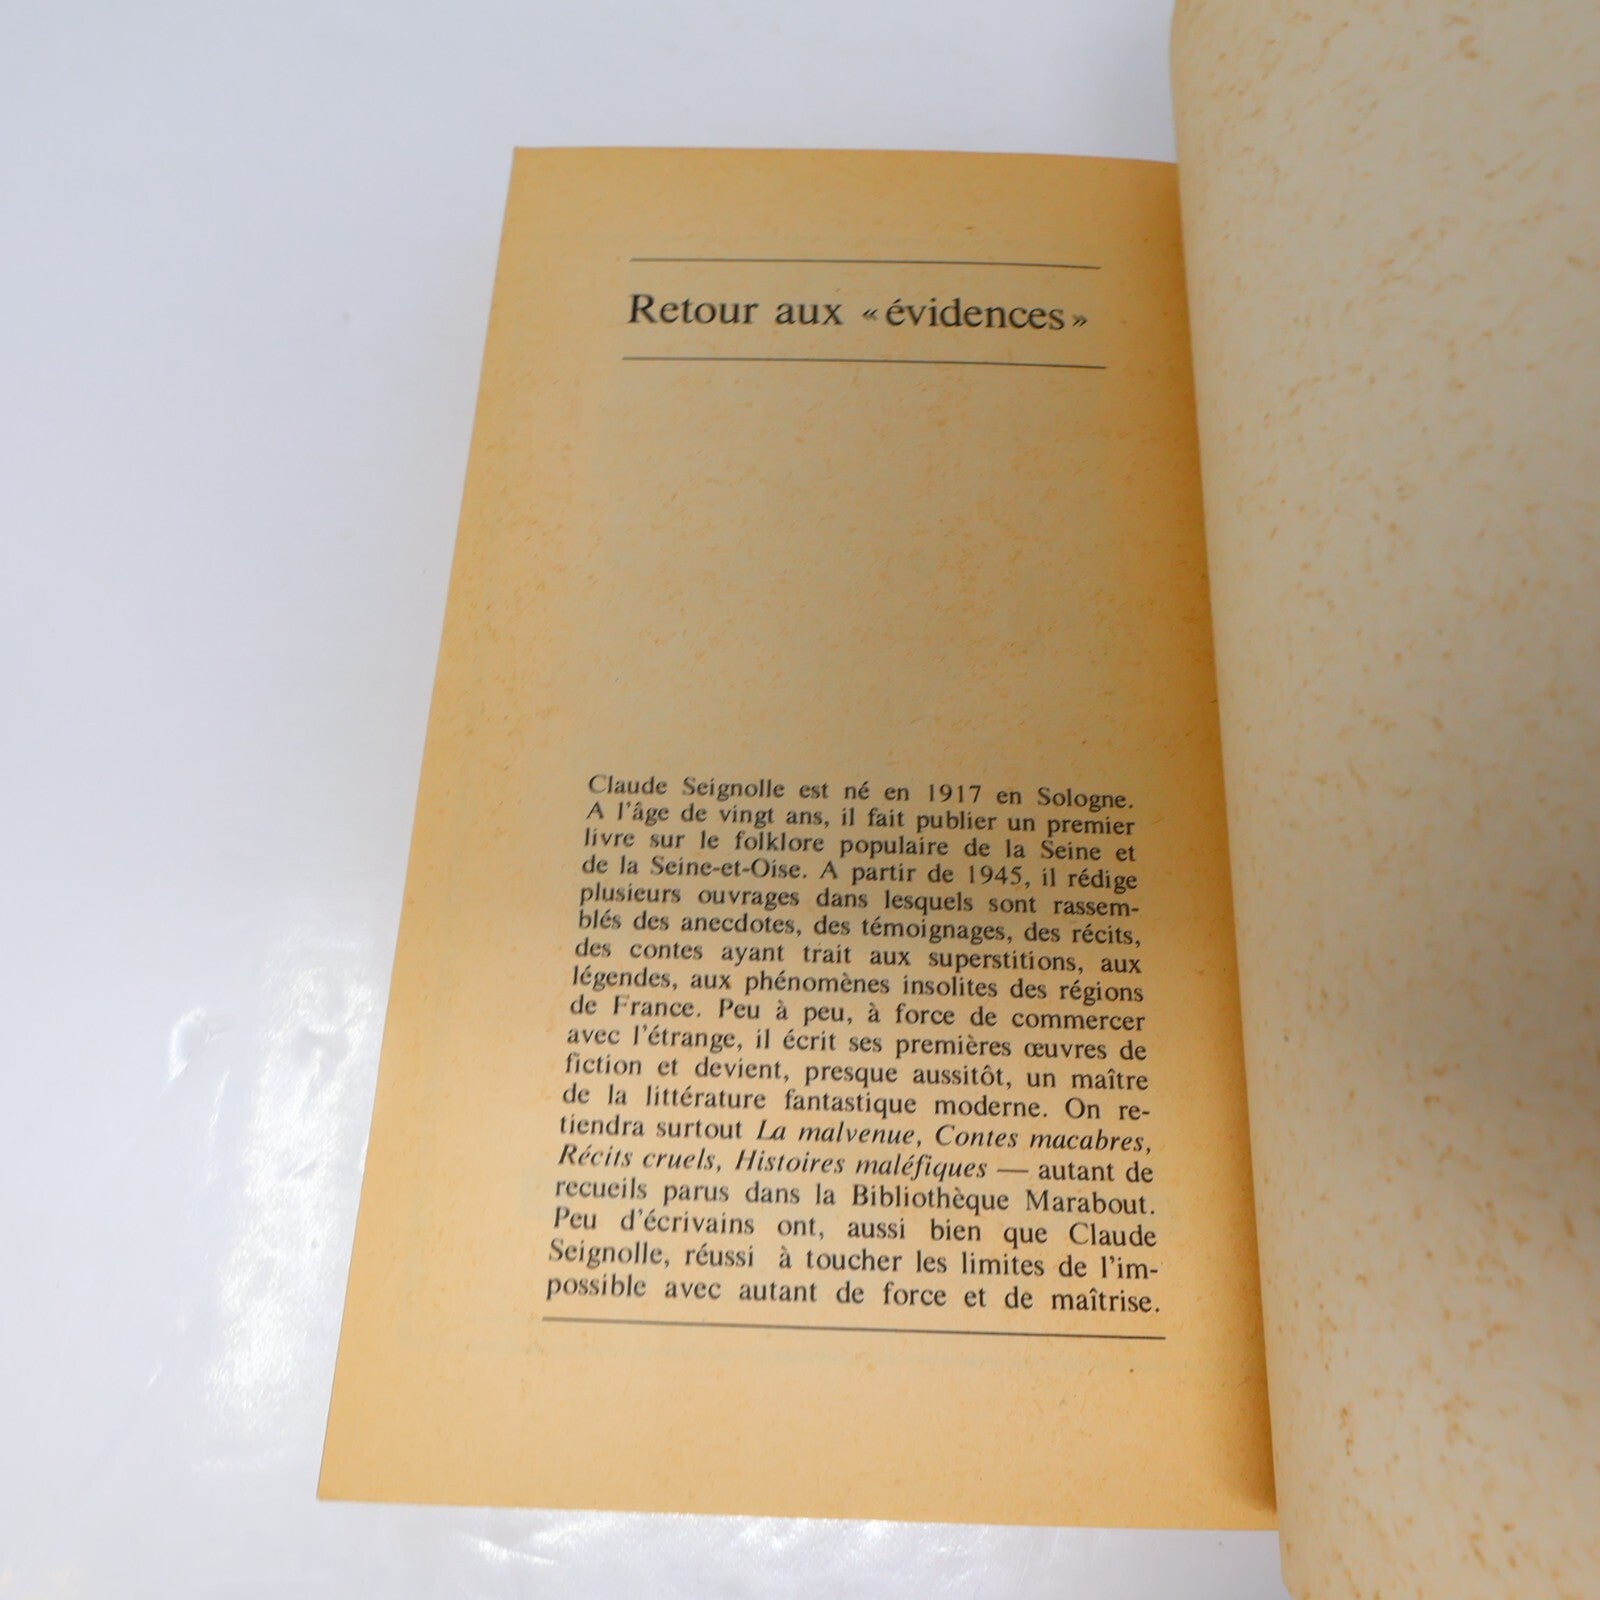 Retour aux « évidences »
Claude Seignolle est né en 1917 en Sologne.
A l'âge de vingt ans, il fait publier un premier
livre sur le folklore populaire de la Seine et
de la Seine-et-Oise. A partir de 1945, il rédige
plusieurs ouvrages dans lesquels sont rassem-
blés des anecdotes, des témoignages, des récits,
des contes ayant trait aux superstitions, aux
légendes, aux phénomènes insolites des régions
de France. Peu à peu, à force de commercer
avec l'étrange, il écrit ses premières œuvres de
fiction et devient, presque aussitôt, un maître
de la littérature fantastique moderne. On re-
tiendra surtout La malvenue, Contes macabres,
Récits cruels, Histoires maléfiques — autant de
recueils parus dans la Bibliothèque Marabout.
Peu d'écrivains ont, aussi bien que Claude
Seignolle, réussi à toucher les limites de l'im-
possible avec autant de force et de maîtrise.